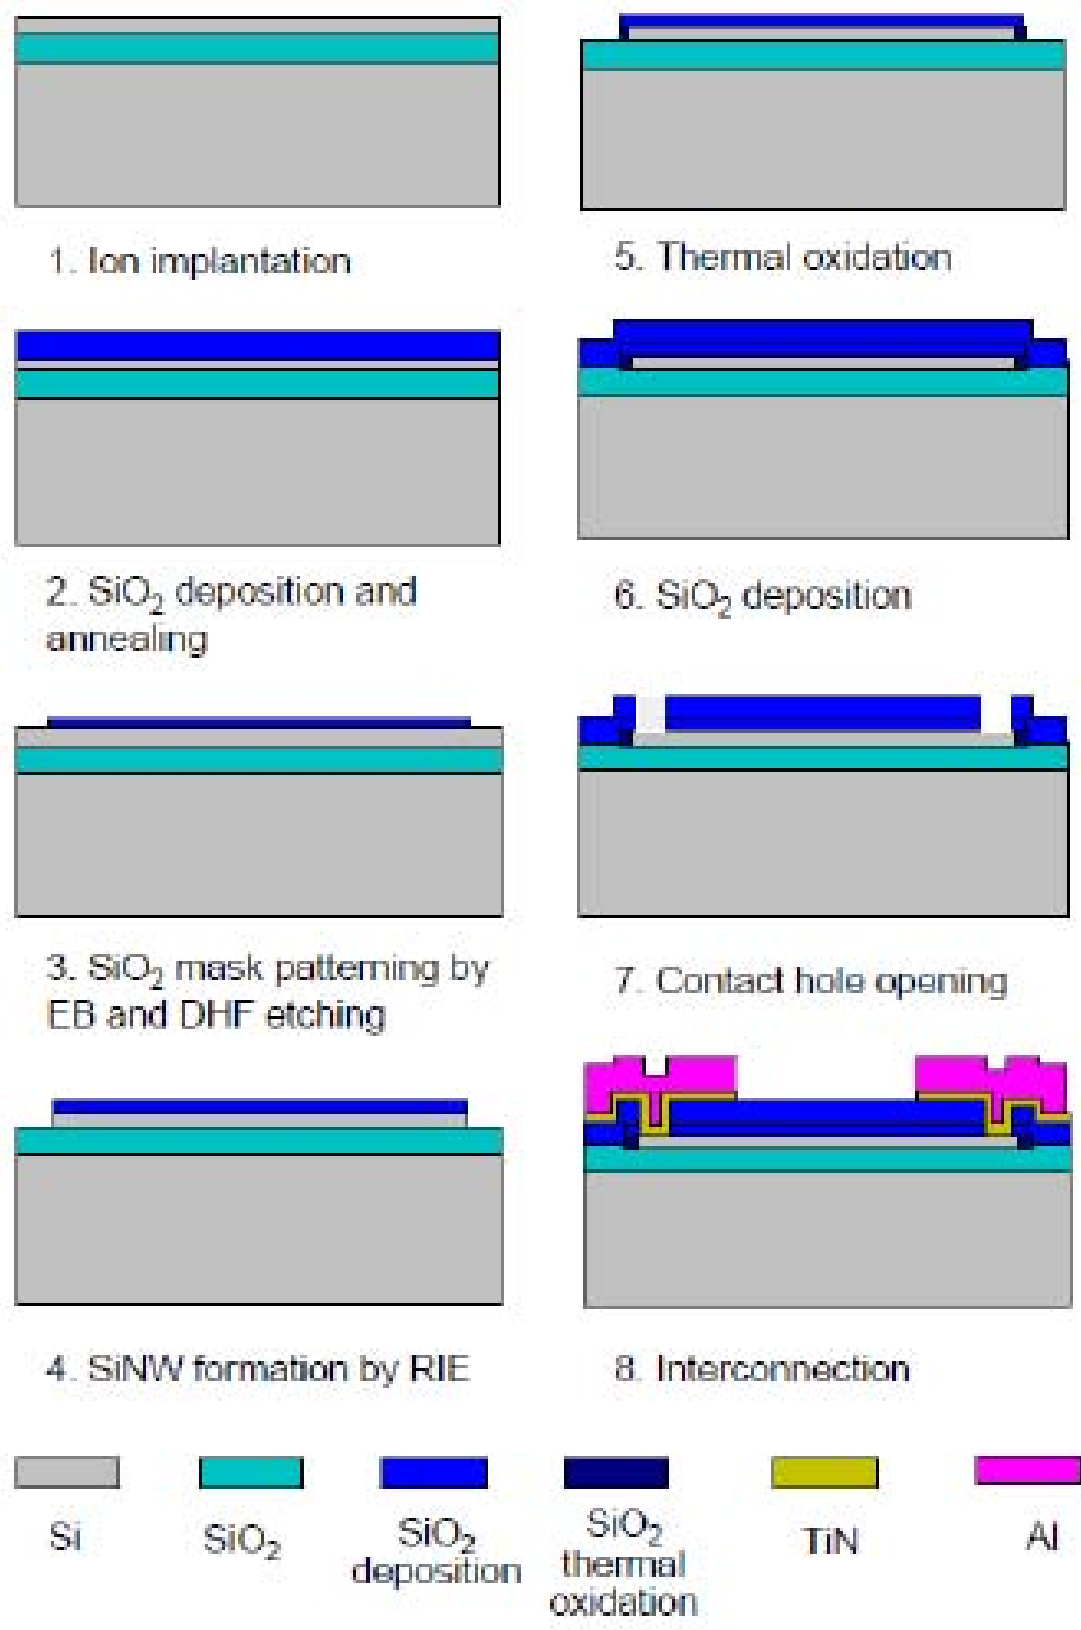 1. Ion implantation
2. SiO₂ deposition and
annealing
3. SiO₂ mask patterning by
EB and DHF etching
4. SiNW formation by RIE
5. Thermal oxidation
6. SiO₂ deposition
7. Contact hole opening
8. Interconnection
Si
SiO₂
SiO₂
deposition
SiO₂
thermal
oxidation
TiN
Al